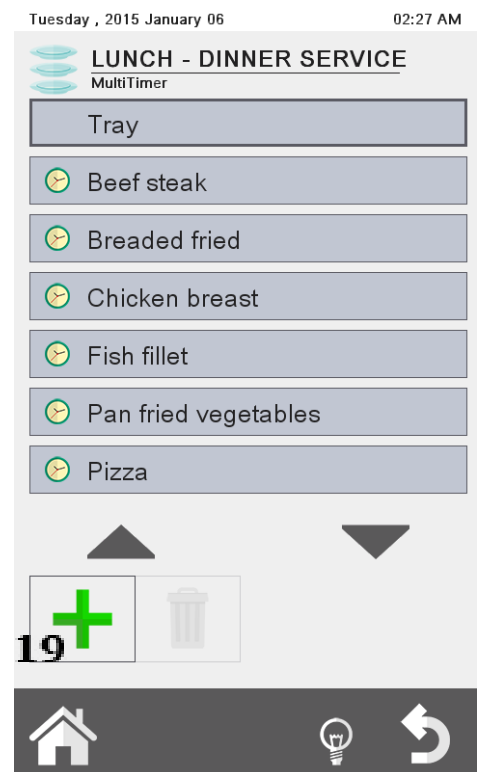 Tuesday , 2015 January 06 02:27 AM
LUNCH - DINNER SERVICE
MultiTimer
Tray
Beef steak
Breaded fried
Chicken breast
Fish fillet
Pan fried vegetables
Pizza
19